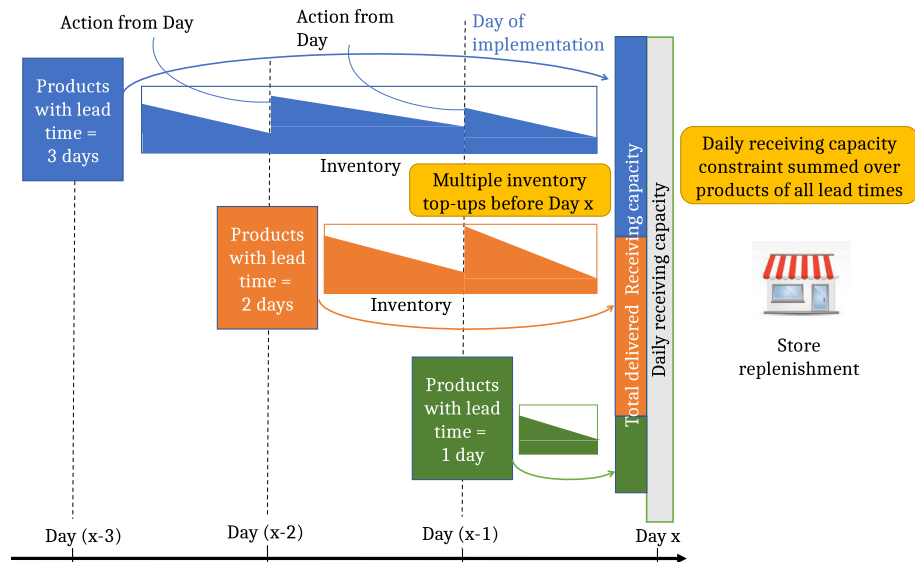 Action from Day
Action from
Day
Day of
implementation
Products
with lead
time =
3 days
Inventory
Multiple inventory
top-ups before Day x
Daily receiving capacity
constraint summed over
products of all lead times
Products
with lead
time =
2 days
Inventory
Total delivered  Receiving capacity
Daily receiving capacity
Store
replenishment
Products
with lead
time =
1 day
Day (x-3)
Day (x-2)
Day (x-1)
Day x